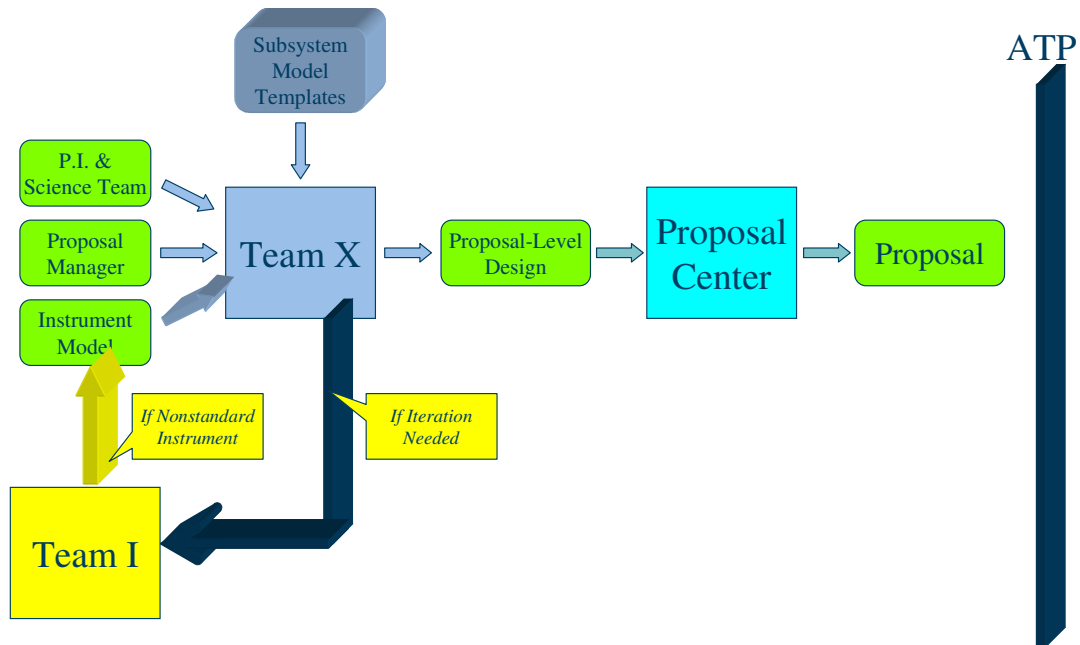 Subsystem
Model
Templates
ATP
P.I. &
Science Team
Proposal
Manager
Instrument
Model
Team X
Proposal-Level
Design
Proposal
Center
Proposal
If Nonstandard
Instrument
If Iteration
Needed
Team I